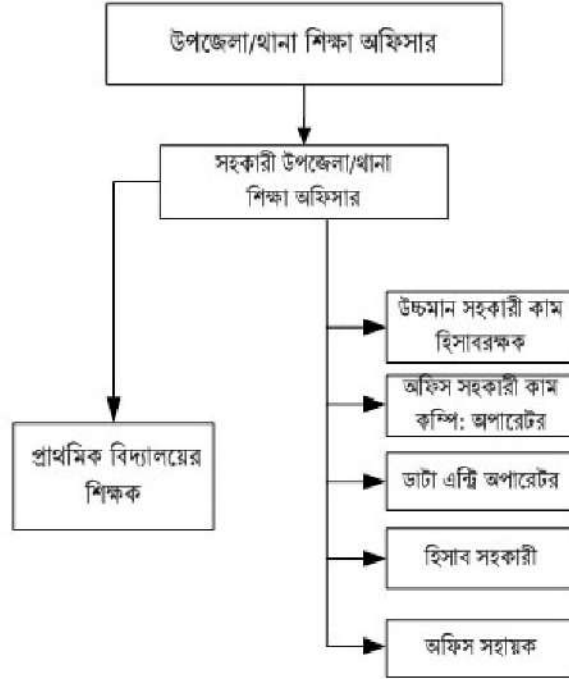 উপজেলা/থানা শিক্ষা অফিসার
সহকারী উপজেলা/থানা
শিক্ষা অফিসার
উচ্চমান সহকারী কাম
হিসাবরক্ষক
অফিস সহকারী কাম
কম্পি: অপারেটর
প্রাথমিক বিদ্যালয়ের
শিক্ষক
ডাটা এন্ট্রি অপারেটর
হিসাব সহকারী
অফিস সহায়ক